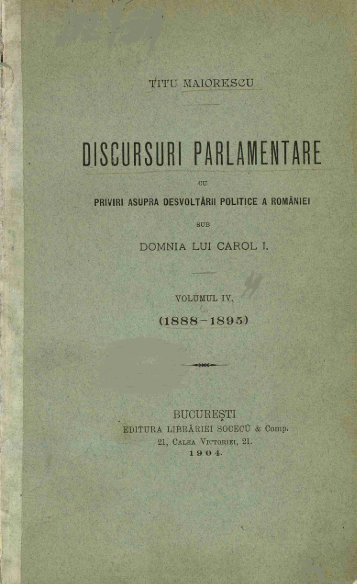 TITU MAIORESCU
DISCURSURI PARLAMENTARE
CU
PRIVIRI ASUPRA DESVOLTĂRII POLITICE A ROMÂNIEI
SUB
DOMNIA LUI CAROL I.
VOLUMUL IV.
(1888–1895)
BUCUREȘTI
EDITURA LIBRĂRIEI SOCECŬ & Comp.
21, CALEA VICTORIEI, 21.
1904.